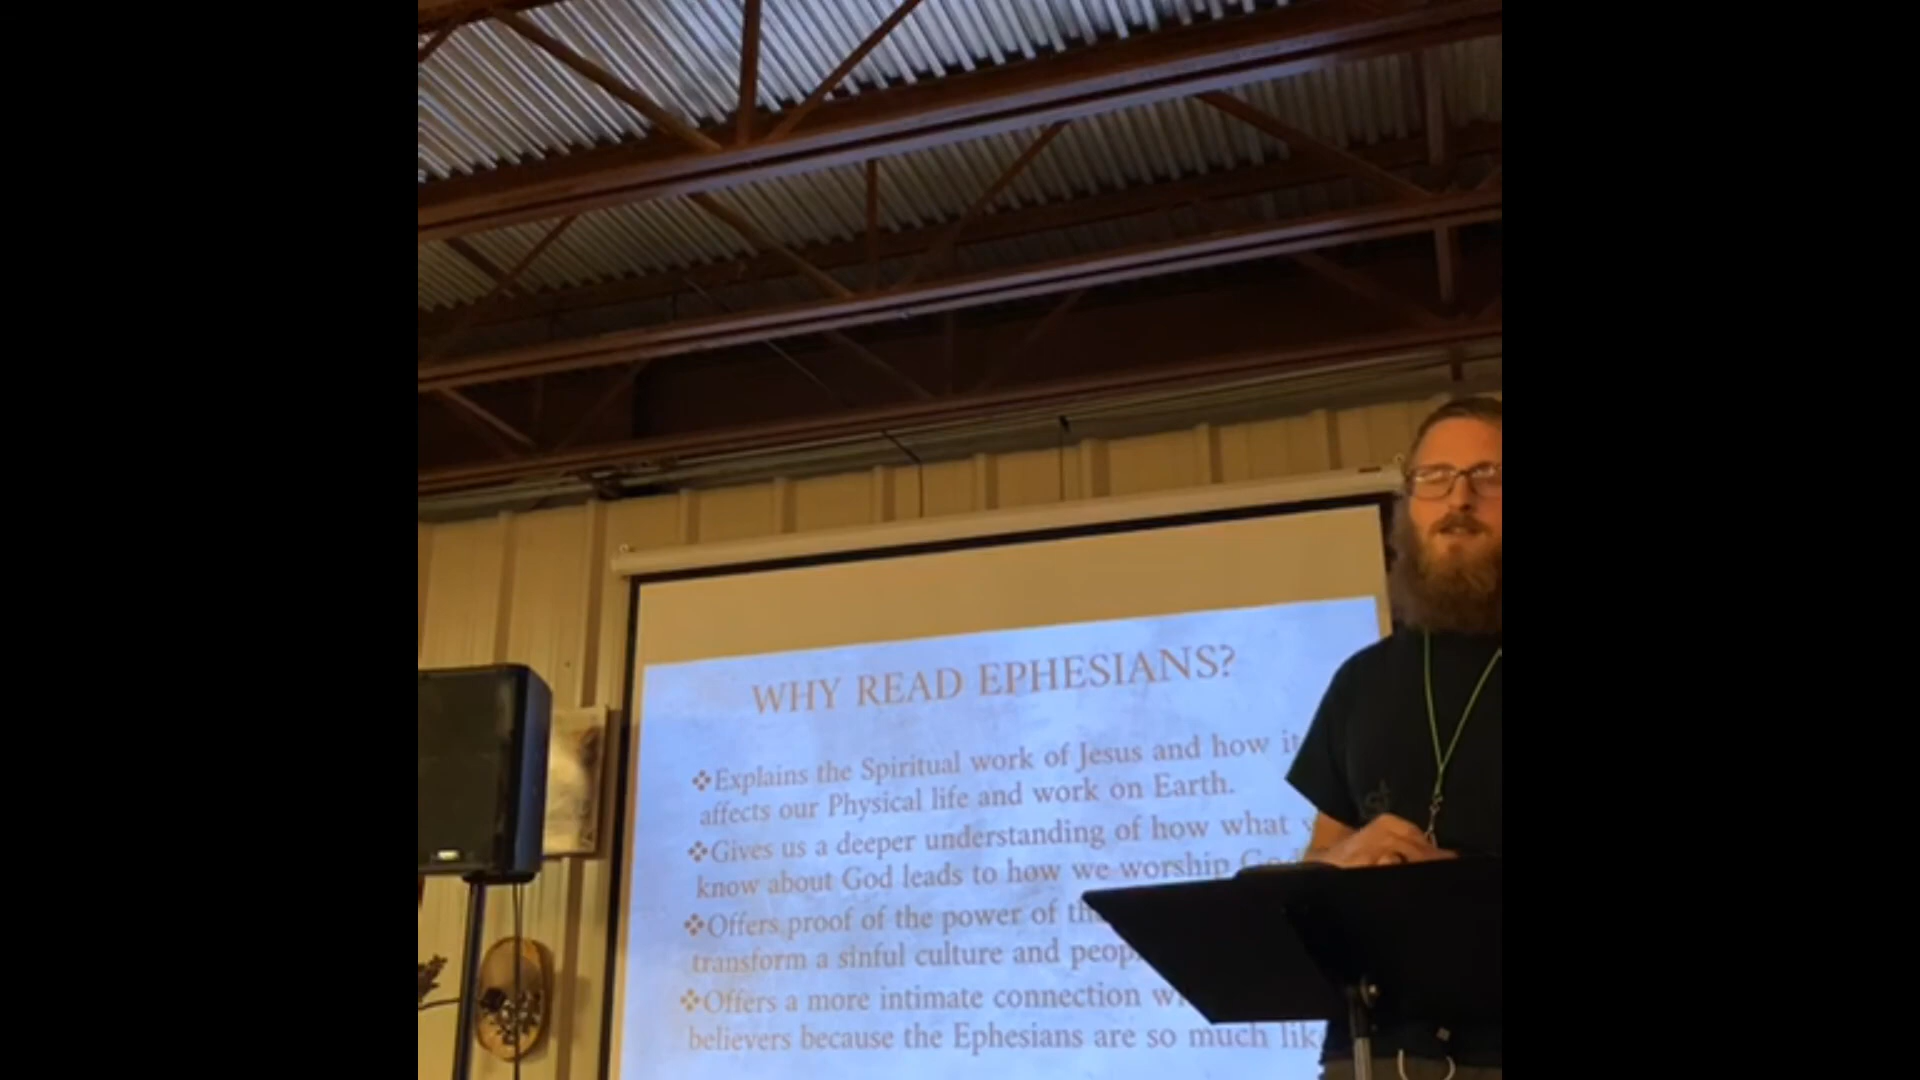 WHY READ EPHESIANS?
❖Explains the Spiritual work of Jesus and how it
affects our Physical life and work on Earth.
❖Gives us a deeper understanding of how what
know about God leads to how we worship God
❖Offers proof of the power of
transform a sinful culture and
❖Offers a more intimate connection
believers because the Ephesians are so much